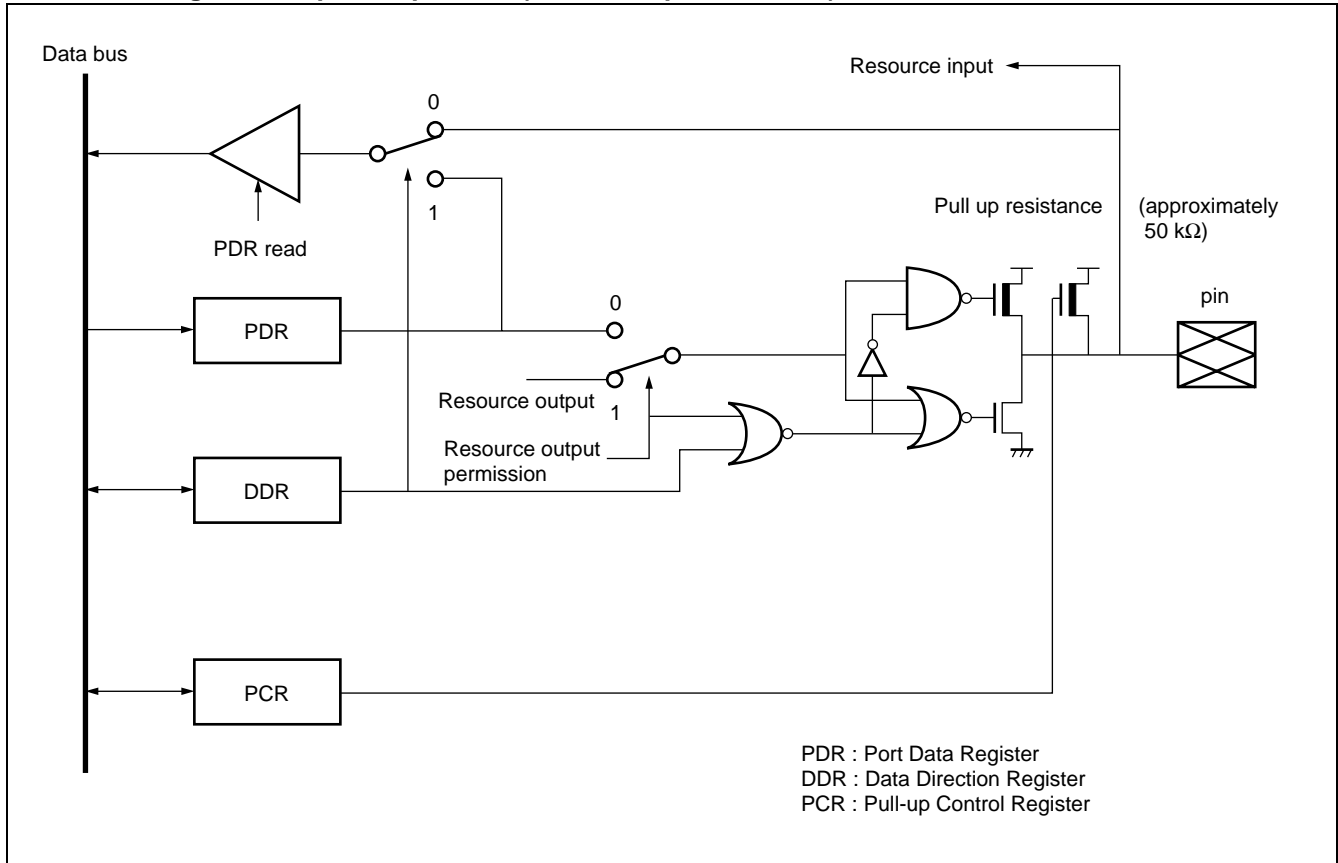 Data bus
Resource input
0
1
Pull up resistance
(approximately
50 kΩ)
PDR read
pin
PDR
0
Resource output
1
Resource output
permission
DDR
PCR
PDR : Port Data Register
DDR : Data Direction Register
PCR : Pull-up Control Register